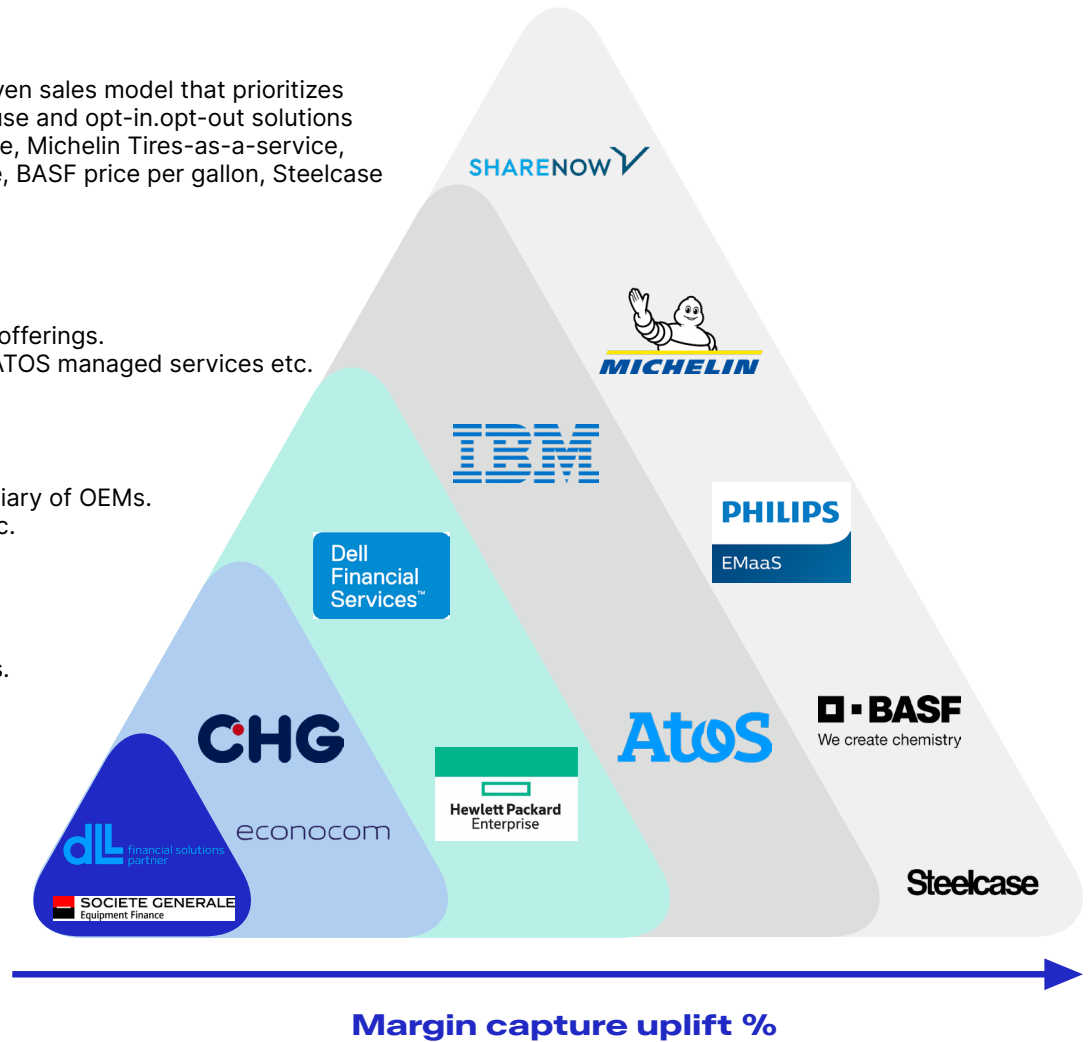 ven sales model that prioritizes
use and opt-in.opt-out solutions
e, Michelin Tires-as-a-service,
e, BASF price per gallon, Steelcase
SHARENOW
offerings.
ATOS managed services etc.
MICHELIN
IBM
iary of OEMs.
c.
PHILIPS
EMaaS
Dell
Financial
Services™
s.
CHG
Atos
BASF
We create chemistry
Hewlett Packard
Enterprise
econocom
dLL financial solutions
partner
Steelcase
SOCIETE GENERALE
Equipment Finance
Margin capture uplift %